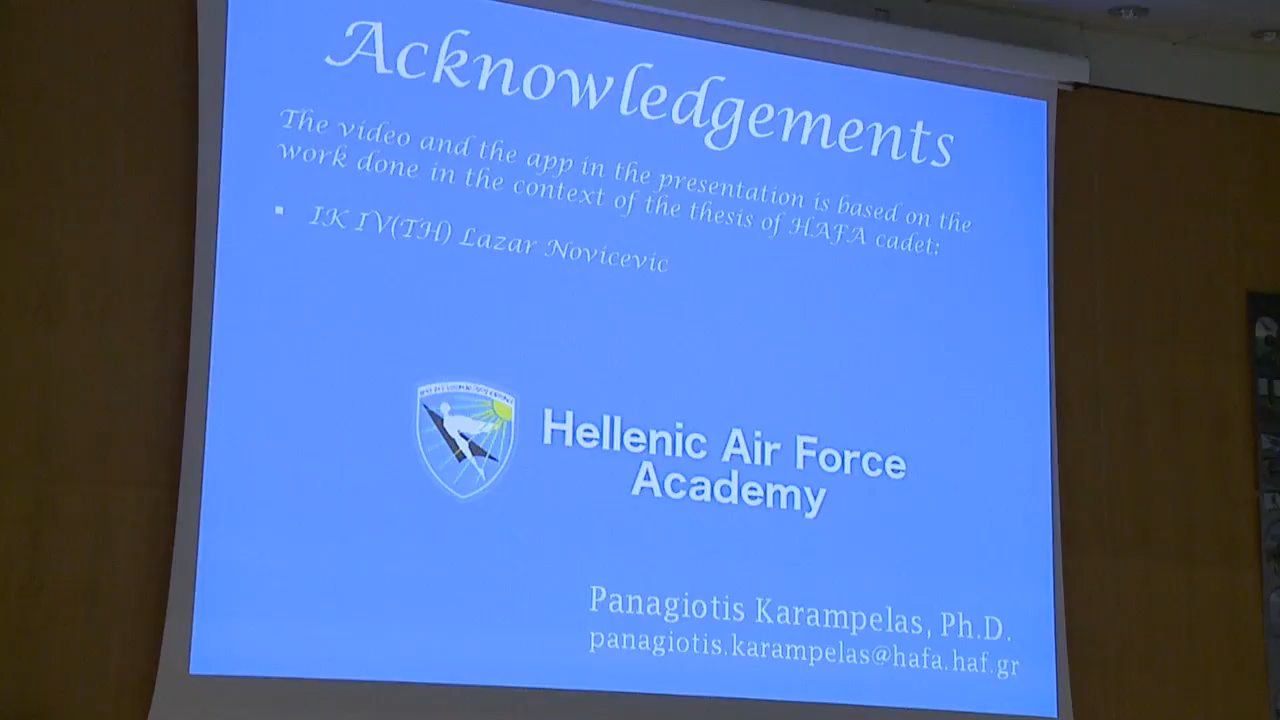 Acknowledgements
The video and the app in the presentation is based on the
work done in the context of the thesis of HAFA cadet:
▪ IK IV(TH) Lazar Novicevic
Hellenic Air Force
Academy
Panagiotis Karampelas, Ph.D.
panagiotis.karampelas@hafa.haf.gr